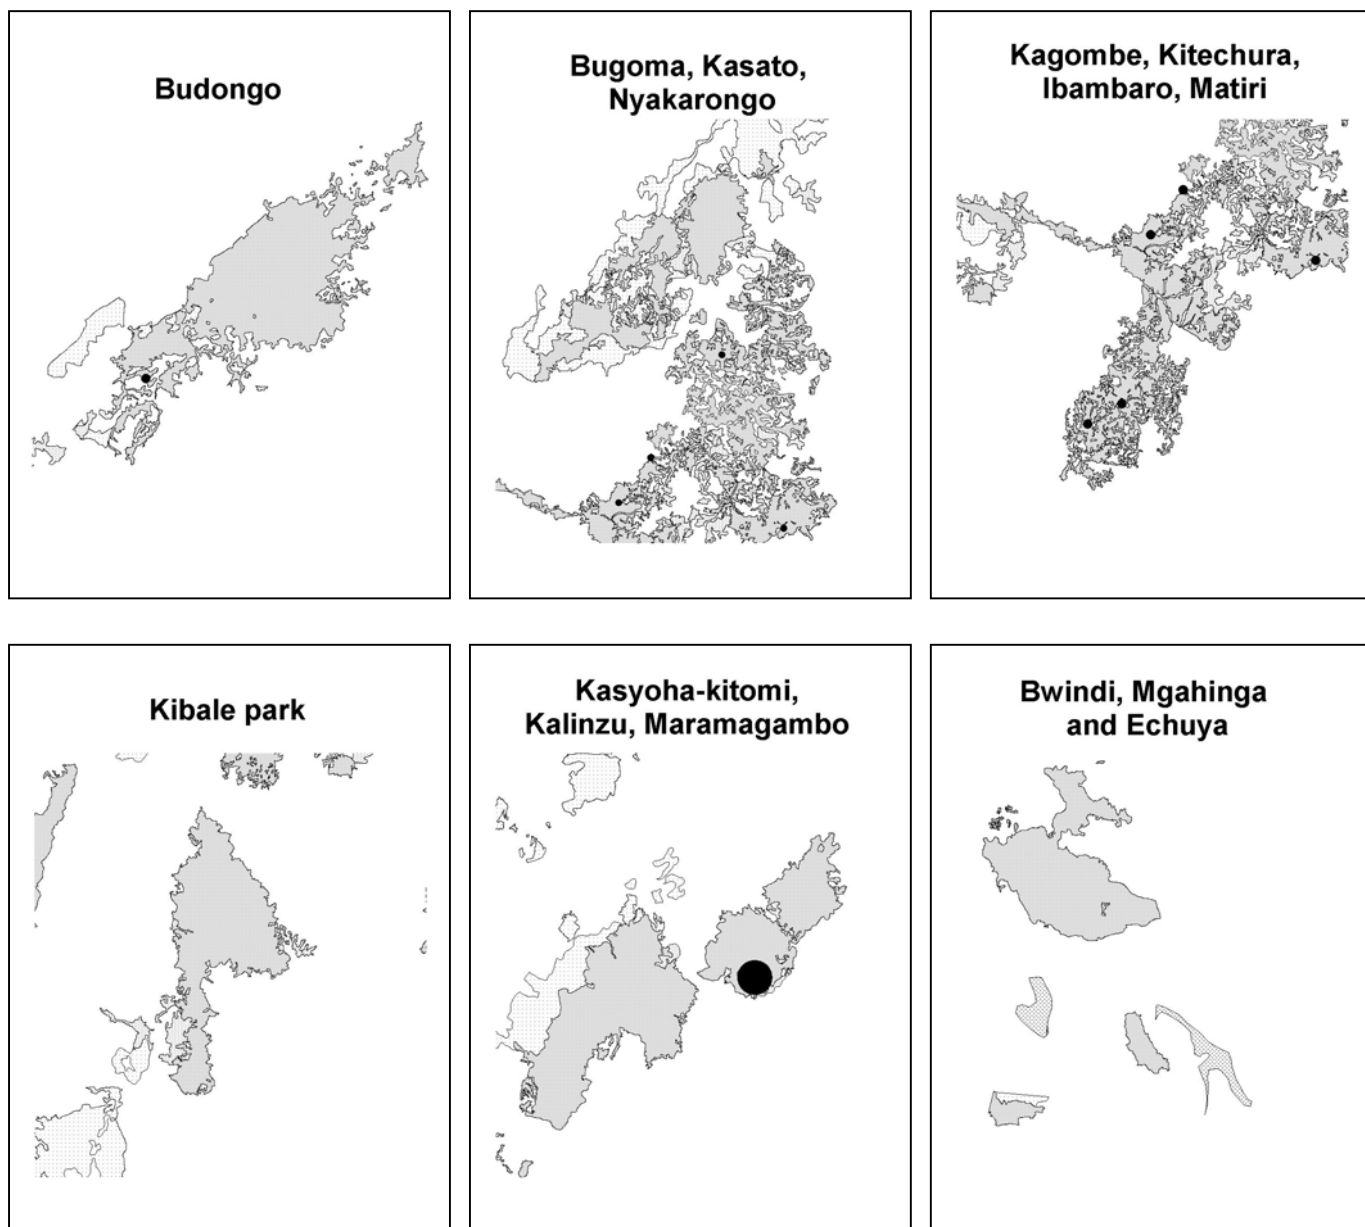 Budongo
Bugoma, Kasato,
Nyakarongo
Kagombe, Kitechura,
Ibambaro, Matiri
Kibale park
Kasyoha-kitomi,
Kalinzu, Maramagambo
Bwindi, Mgahinga
and Echuya